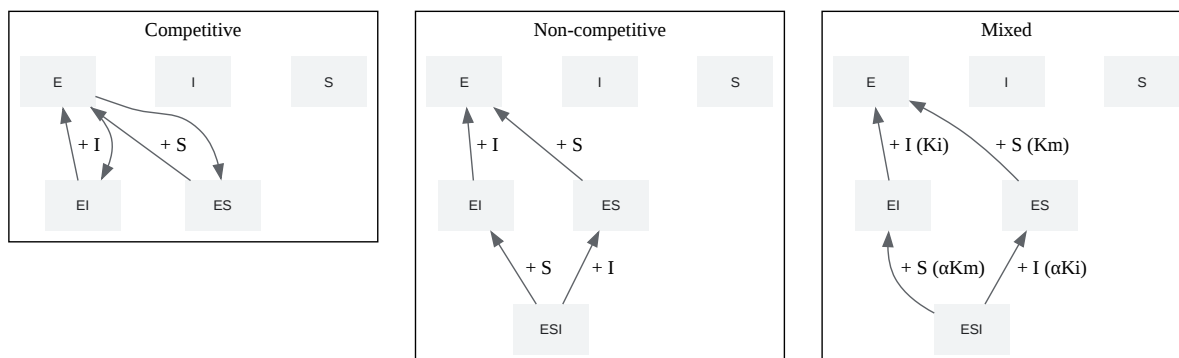 Competitive
E
I
S
+ I
+ S
EI
ES
Non-competitive
E
I
S
+ I
+ S
EI
ES
+ S
+ I
ESI
Mixed
E
I
S
+ I (Ki)
+ S (Km)
EI
ES
+ S (αKm)
+ I (αKi)
ESI